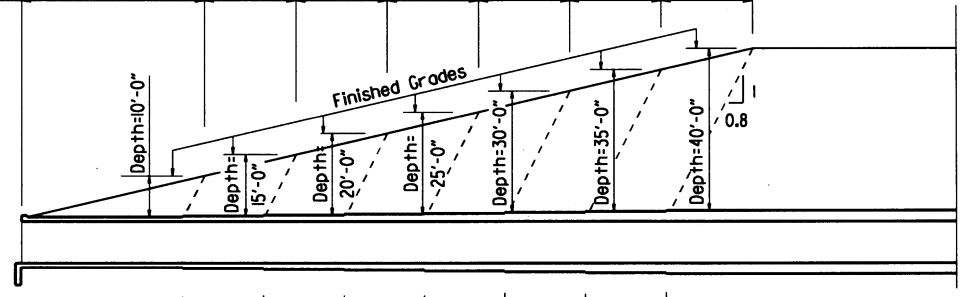 Finished Grades
Depth=10'-0"
Depth=
15'-0"
Depth=
20'-0"
Depth=
25'-0"
Depth=30'-0"
Depth=35'-0"
Depth=40'-0"
1
0.8